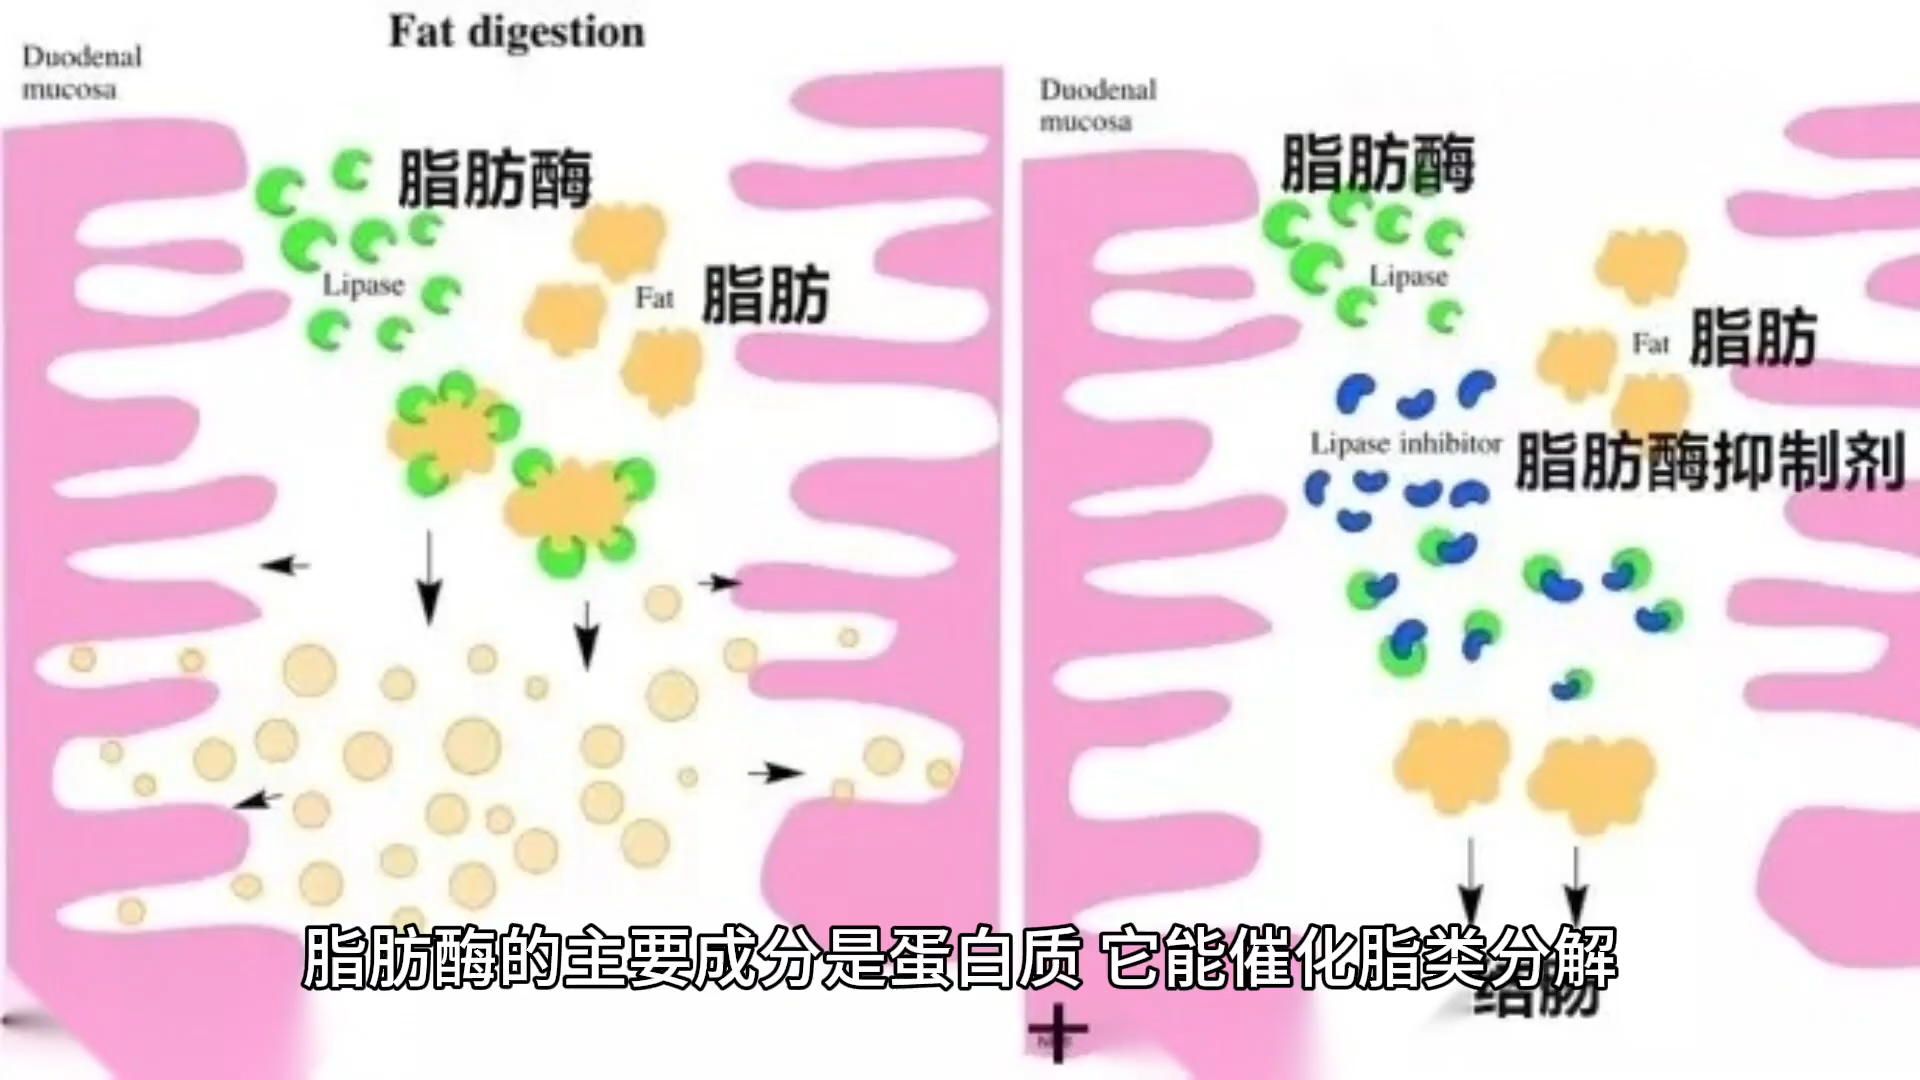 Fat digestion
Duodenal
mucosa
脂肪酶
Lipase
Fat
脂肪
Duodenal
mucosa
脂肪酶
Lipase
Fat
脂肪
Lipase inhibitor
脂肪酶抑制剂
脂肪酶的主要成分是蛋白质 它能催化脂类分解
结肠